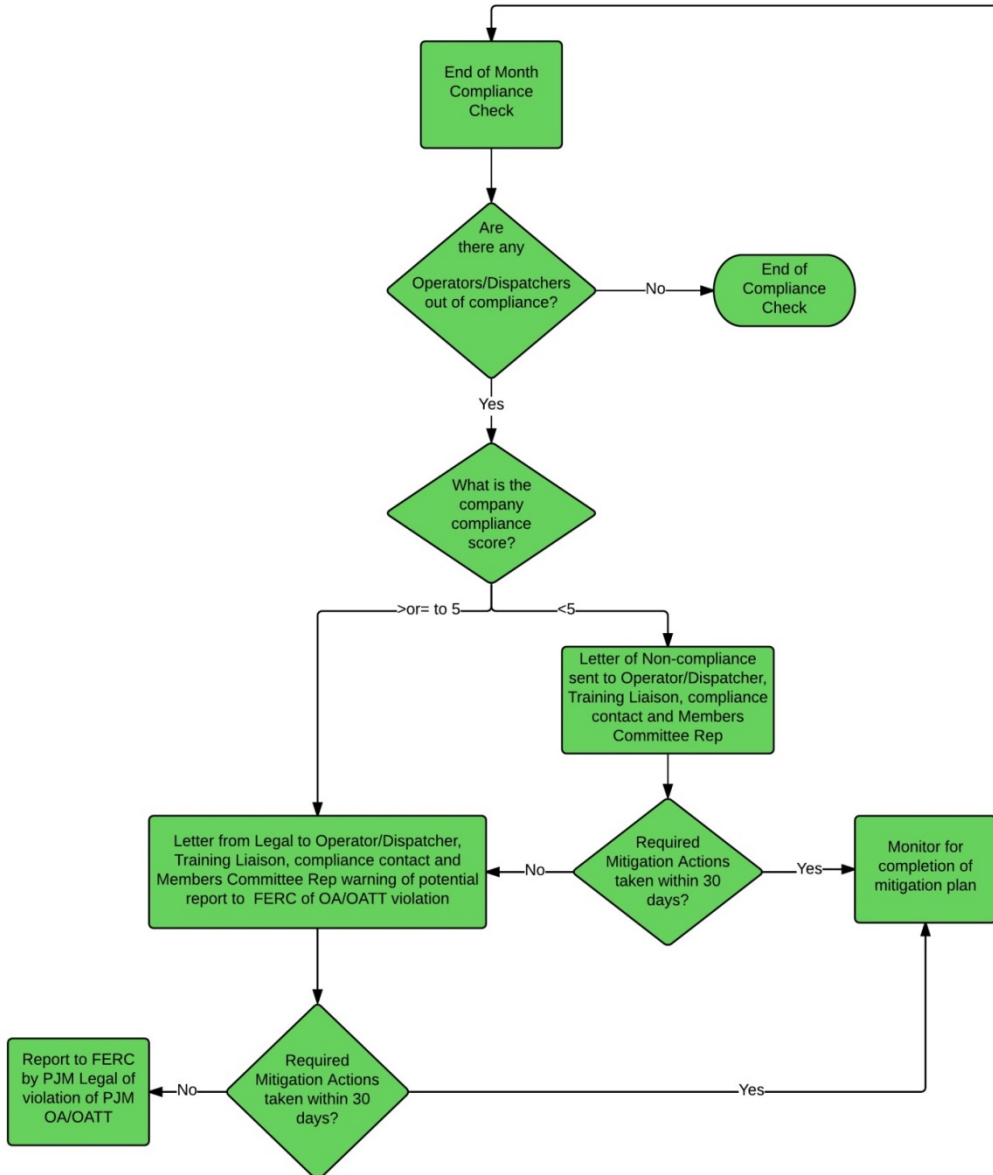 End of Month
Compliance
Check
Are
there any
Operators/Dispatchers
out of compliance?
No
End of
Compliance
Check
Yes
What is the
company
compliance
score?
>or= to 5
<5
Letter of Non-compliance
sent to Operator/Dispatcher,
Training Liaison, compliance
contact and Members
Committee Rep
Letter from Legal to Operator/Dispatcher,
Training Liaison, compliance contact and
Members Committee Rep warning of potential
report to FERC of OA/OATT violation
No
Required
Mitigation Actions
taken within 30
days?
Yes
Monitor for
completion of
mitigation plan
Report to FERC
by PJM Legal of
violation of PJM
OA/OATT
No
Required
Mitigation Actions
taken within 30
days?
Yes